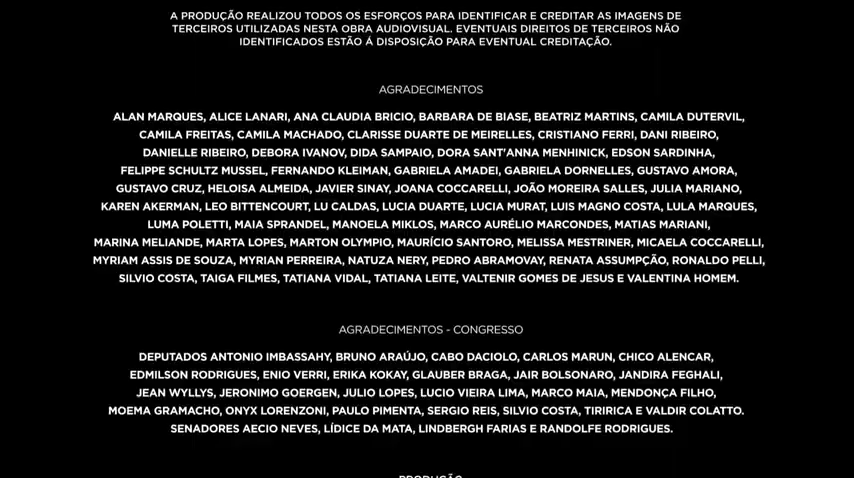 A PRODUÇÃO REALIZOU TODOS OS ESFORÇOS PARA IDENTIFICAR E CREDITAR AS IMAGENS DE
TERCEIROS UTILIZADAS NESTA OBRA AUDIOVISUAL. EVENTUAIS DIREITOS DE TERCEIROS NÃO
IDENTIFICADOS ESTÃO Á DISPOSIÇÃO PARA EVENTUAL CREDITAÇÃO.
AGRADECIMENTOS
ALAN MARQUES, ALICE LANARI, ANA CLAUDIA BRICIO, BARBARA DE BIASE, BEATRIZ MARTINS, CAMILA DUTERVIL,
CAMILA FREITAS, CAMILA MACHADO, CLARISSE DUARTE DE MEIRELLES, CRISTIANO FERRI, DANI RIBEIRO,
DANIELLE RIBEIRO, DEBORA IVANOV, DIDA SAMPAIO, DORA SANT'ANNA MENHINICK, EDSON SARDINHA,
FELIPPE SCHULTZ MUSSEL, FERNANDO KLEIMAN, GABRIELA AMADEI, GABRIELA DORNELLES, GUSTAVO AMORA,
GUSTAVO CRUZ, HELOISA ALMEIDA, JAVIER SINAY, JOANA COCCARELLI, JOÃO MOREIRA SALLES, JULIA MARIANO,
KAREN AKERMAN, LEO BITTENCOURT, LU CALDAS, LUCIA DUARTE, LUCIA MURAT, LUIS MAGNO COSTA, LULA MARQUES,
LUMA POLETTI, MAIA SPRANDEL, MANOELA MIKLOS, MARCO AURÉLIO MARCONDES, MATIAS MARIANI,
MARINA MELIANDE, MARTA LOPES, MARTON OLYMPIO, MAURÍCIO SANTORO, MELISSA MESTRINER, MICAELA COCCARELLI,
MYRIAM ASSIS DE SOUZA, MYRIAN PERREIRA, NATUZA NERY, PEDRO ABRAMOVAY, RENATA ASSUMPÇÃO, RONALDO PELLI,
SILVIO COSTA, TAIGA FILMES, TATIANA VIDAL, TATIANA LEITE, VALTENIR GOMES DE JESUS E VALENTINA HOMEM.
AGRADECIMENTOS - CONGRESSO
DEPUTADOS ANTONIO IMBASSAHY, BRUNO ARAÚJO, CABO DACIOLO, CARLOS MARUN, CHICO ALENCAR,
EDMILSON RODRIGUES, ENIO VERRI, ERIKA KOKAY, GLAUBER BRAGA, JAIR BOLSONARO, JANDIRA FEGHALI,
JEAN WYLLYS, JERONIMO GOERGEN, JULIO LOPES, LUCIO VIEIRA LIMA, MARCO MAIA, MENDONÇA FILHO,
MOEMA GRAMACHO, ONYX LORENZONI, PAULO PIMENTA, SERGIO REIS, SILVIO COSTA, TIRIRICA E VALDIR COLATTO.
SENADORES AECIO NEVES, LÍDICE DA MATA, LINDBERGH FARIAS E RANDOLFE RODRIGUES.
PRODUÇÃO